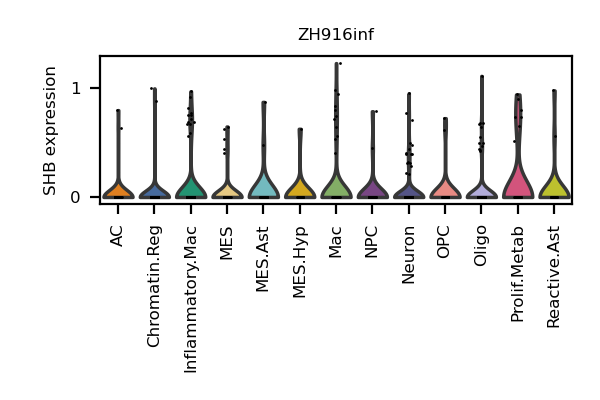 ZH916inf
SHB expression
1
0
AC
Chromatin.Reg
Inflammatory.Mac
MES
MES.Ast
MES.Hyp
Mac
NPC
Neuron
OPC
Oligo
Prolif.Metab
Reactive.Ast